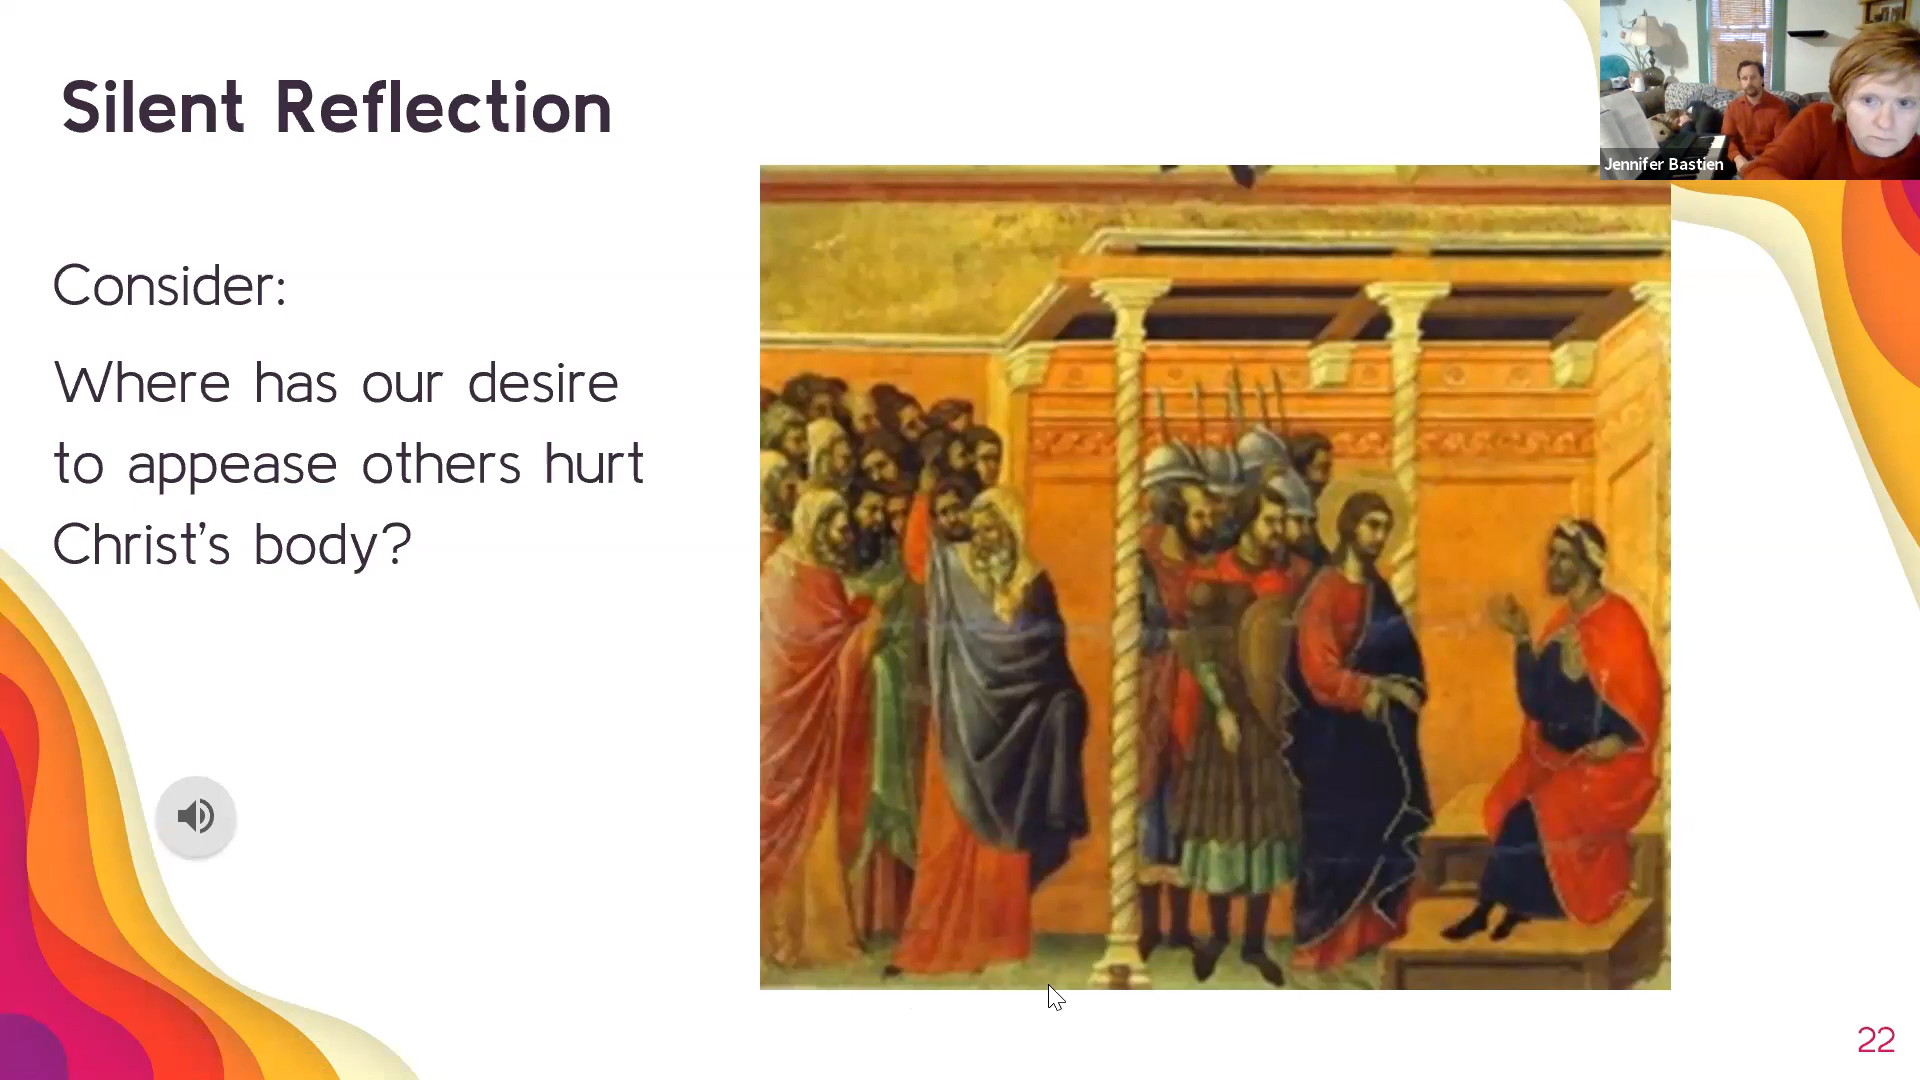 Silent Reflection
Jennifer Bastien
Consider:
Where has our desire
to appease others hurt
Christ’s body?
22